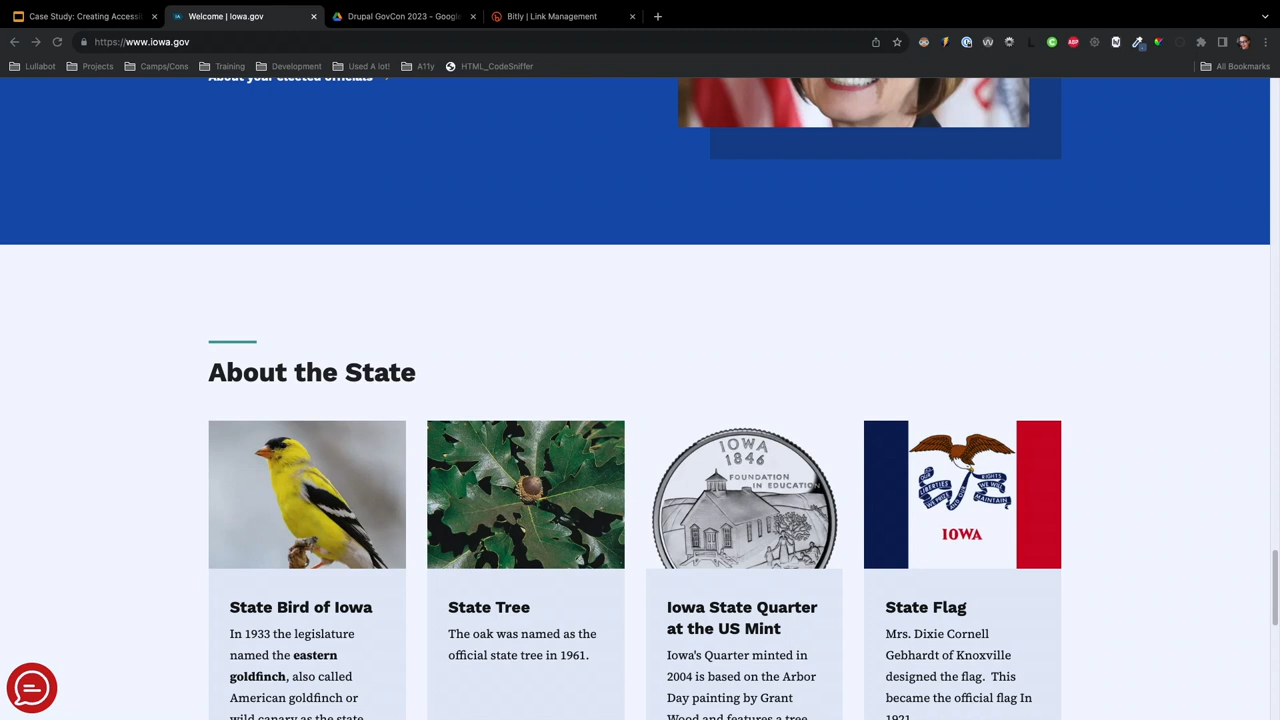 Case Study: Creating Accessi
Welcome | Iowa.gov
Drupal GovCon 2023 - Google
Bitly | Link Management
https://www.iowa.gov
Lullabot
Projects
Camps/Cons
Training
Development
Used A lot!
A11y
HTML_CodeSniffer
All Bookmarks
About your elected officials
About the State
IOWA
1846
FOUNDATION
IN EDUCATION
IOWA
State Bird of Iowa
In 1933 the legislature
named the eastern
goldfinch, also called
American goldfinch or
wild canary as the state
State Tree
The oak was named as the
official state tree in 1961.
Iowa State Quarter
at the US Mint
Iowa's Quarter minted in
2004 is based on the Arbor
Day painting by Grant
Wood and features a tree
State Flag
Mrs. Dixie Cornell
Gebhardt of Knoxville
designed the flag. This
became the official flag In
1921